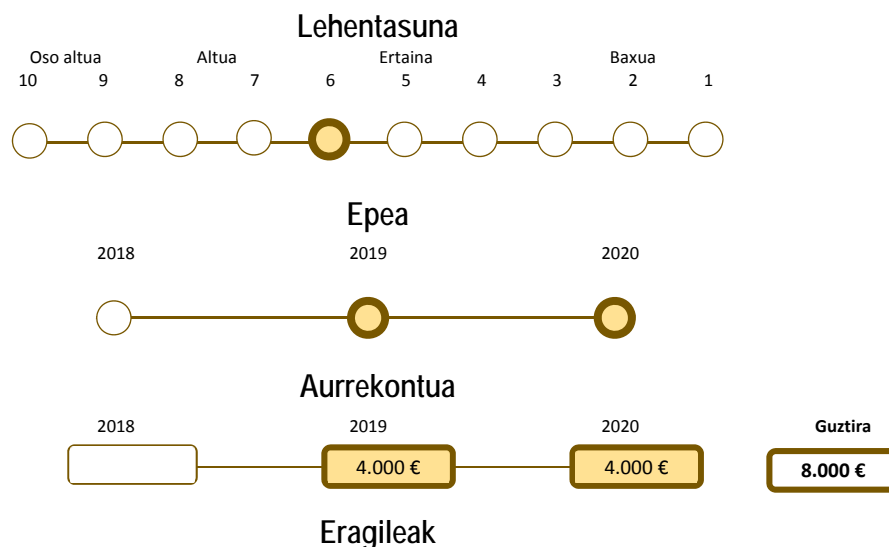 Lehentasuna
Oso altua Altua Ertaina Baxua
10 9 8 7 6 5 4 3 2 1
Epea
2018 2019 2020
Aurrekontua
2018 2019 2020 Guztira
4.000 € 4.000 € 8.000 €
Eragileak